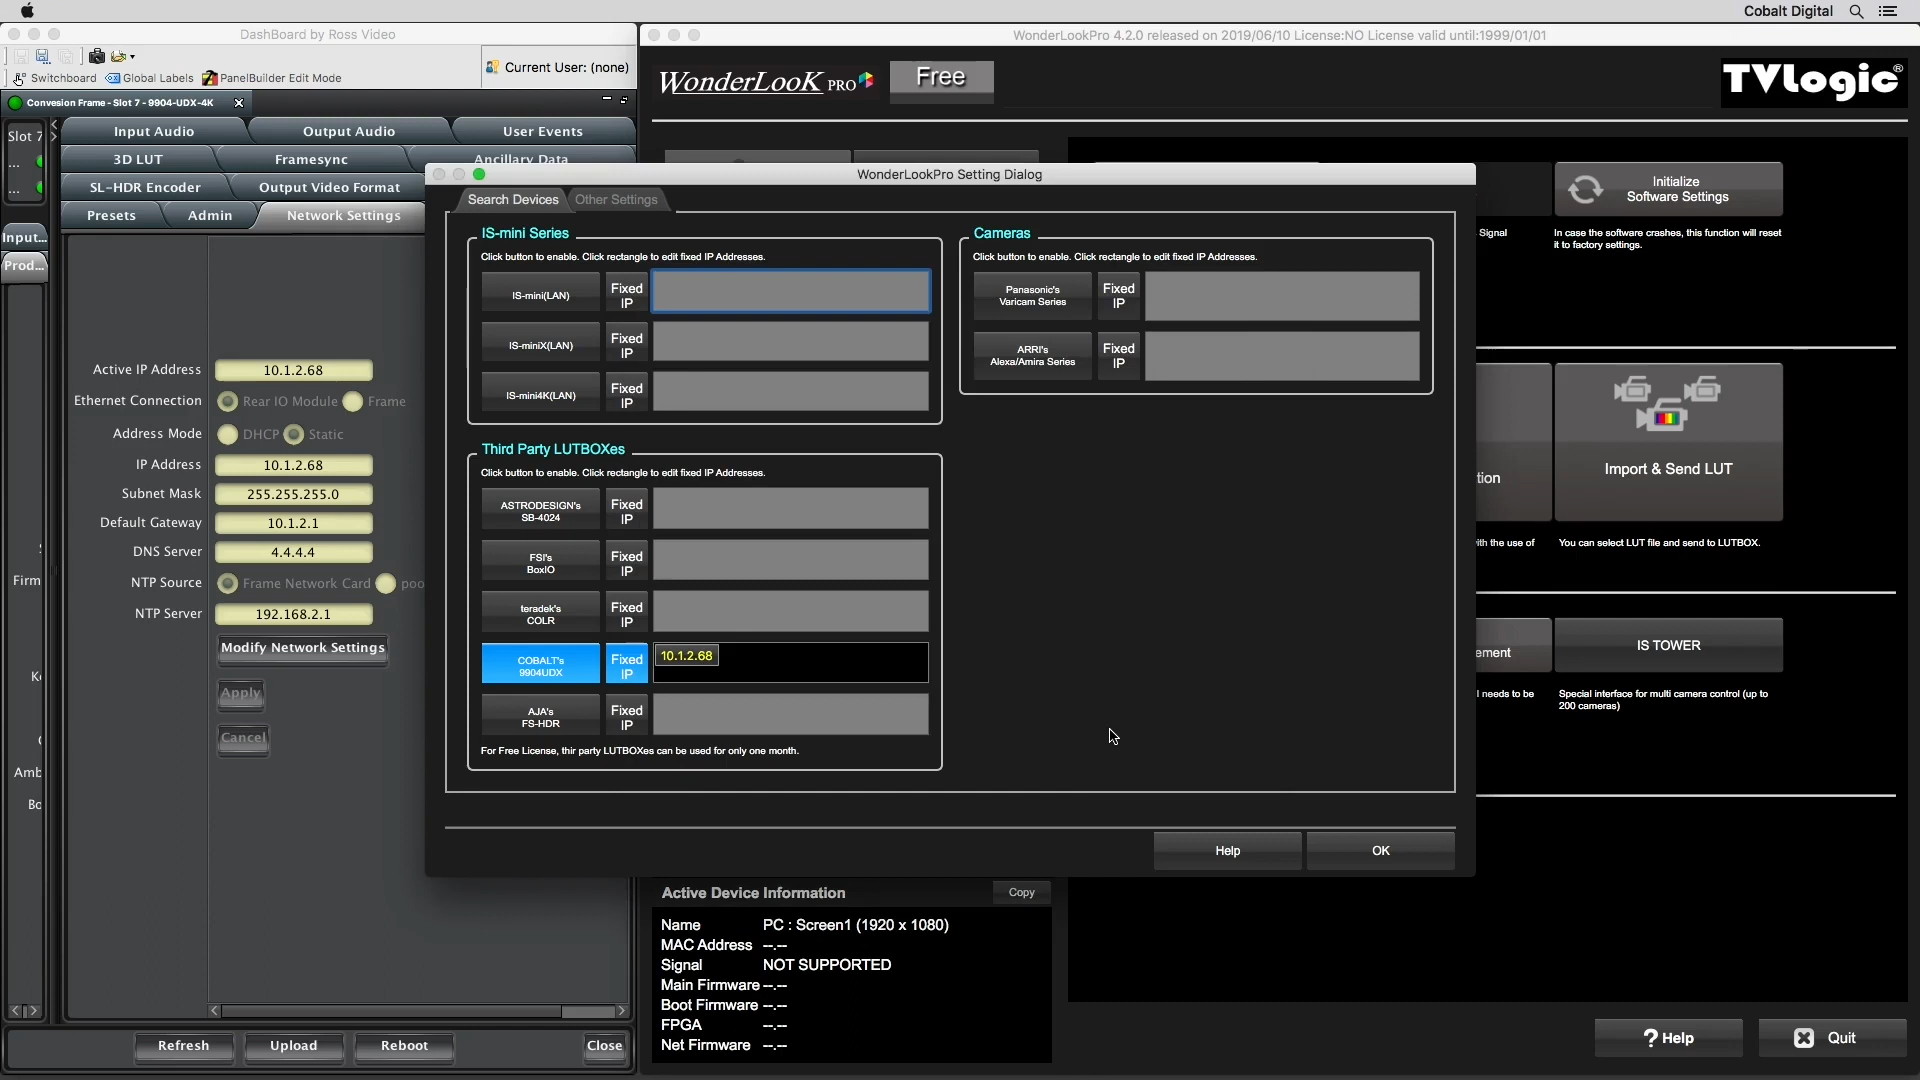 Cobalt Digital
DashBoard by Ross Video
Switchboard Global Labels PanelBuilder Edit Mode
Current User: (none)
Convesion Frame - Slot 7 - 9904-UDX-4K
Slot 7
...
...
Input...
Prod...
Input Audio Output Audio User Events
3D LUT Framesync Ancillary Data
SL-HDR Encoder Output Video Format
Presets Admin Network Settings
Active IP Address 10.1.2.68
Ethernet Connection Rear IO Module Frame
Address Mode DHCP Static
IP Address 10.1.2.68
Subnet Mask 255.255.255.0
Default Gateway 10.1.2.1
DNS Server 4.4.4.4
NTP Source Frame Network Card poo
NTP Server 192.168.2.1
Firm
Amb
Modify Network Settings
Apply
Cancel
Refresh Upload Reboot Close
WonderLookPro 4.2.0 released on 2019/06/10 License:NO License valid until:1999/01/01
WonderLooK PRO
Free
TVLogic®
WonderLookPro Setting Dialog
Search Devices Other Settings
IS-mini Series
Click button to enable. Click rectangle to edit fixed IP Addresses.
IS-mini(LAN) Fixed IP
IS-miniX(LAN) Fixed IP
IS-mini4K(LAN) Fixed IP
Third Party LUTBOXes
Click button to enable. Click rectangle to edit fixed IP Addresses.
ASTRODESIGN's SB-4024 Fixed IP
FSI's BoxIO Fixed IP
teradek's COLR Fixed IP
COBALT's 9904UDX Fixed IP 10.1.2.68
AJA's FS-HDR Fixed IP
For Free License, thir party LUTBOXes can be used for only one month.
Cameras
Click button to enable. Click rectangle to edit fixed IP Addresses.
Panasonic's Varicam Series Fixed IP
ARRI's Alexa/Amira Series Fixed IP
Help OK
Initialize
Software Settings
Signal
In case the software crashes, this function will reset
it to factory settings.
tion
Import & Send LUT
ith the use of
You can select LUT file and send to LUTBOX.
ement
IS TOWER
l needs to be
Special interface for multi camera control (up to
200 cameras)
Active Device Information
Copy
Name PC : Screen1 (1920 x 1080)
MAC Address --.--
Signal NOT SUPPORTED
Main Firmware --.--
Boot Firmware --.--
FPGA --.--
Net Firmware --.--
? Help
Quit